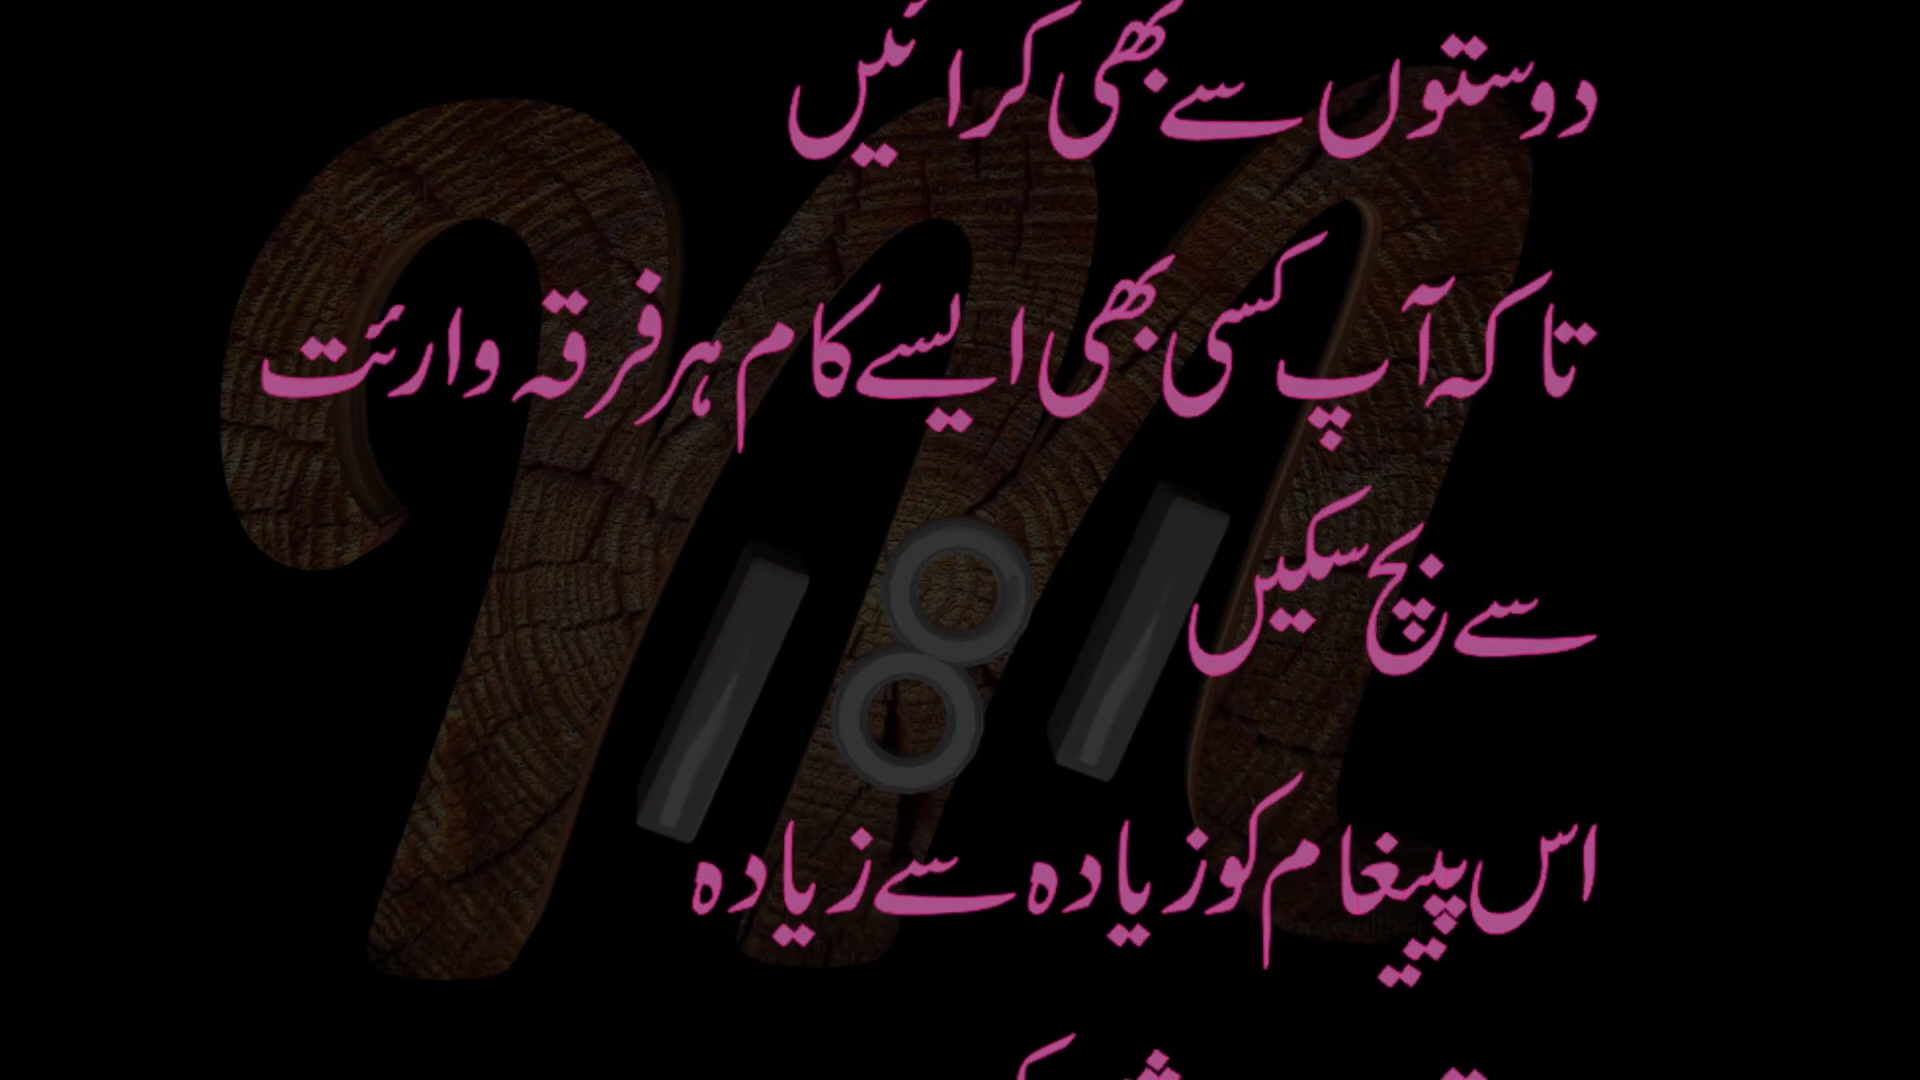 دوستوں سے بھی کرائیں
تاکہ آپ کسی بھی ایسے کام ہر فرقہ وارئت
سے بچ سکیں
اس پیغام کو زیادہ سے زیادہ